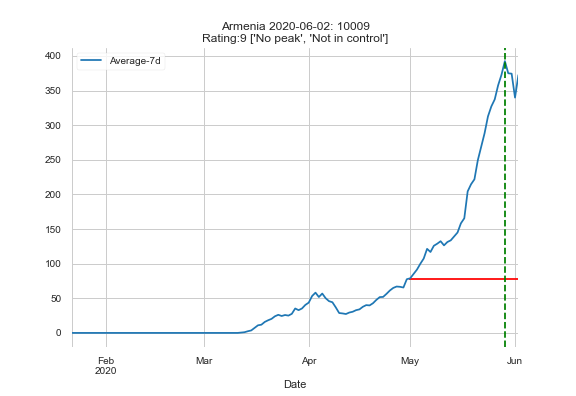 Armenia 2020-06-02: 10009
Rating:9 ['No peak', 'Not in control']
400
Average-7d
350
300
250
200
150
100
50
0
Feb Mar Apr May Jun
2020
Date